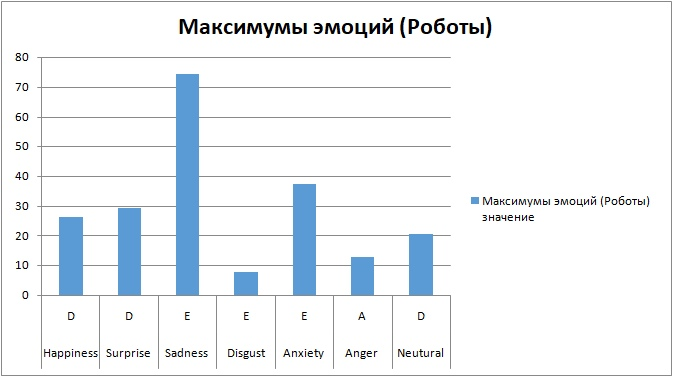 Максимумы эмоций (Роботы)
80
70
60
50
40
30
20
10
0
D D E E E A D
Happiness Surprise Sadness Disgust Anxiety Anger Neutural
Максимумы эмоций (Роботы)
значение